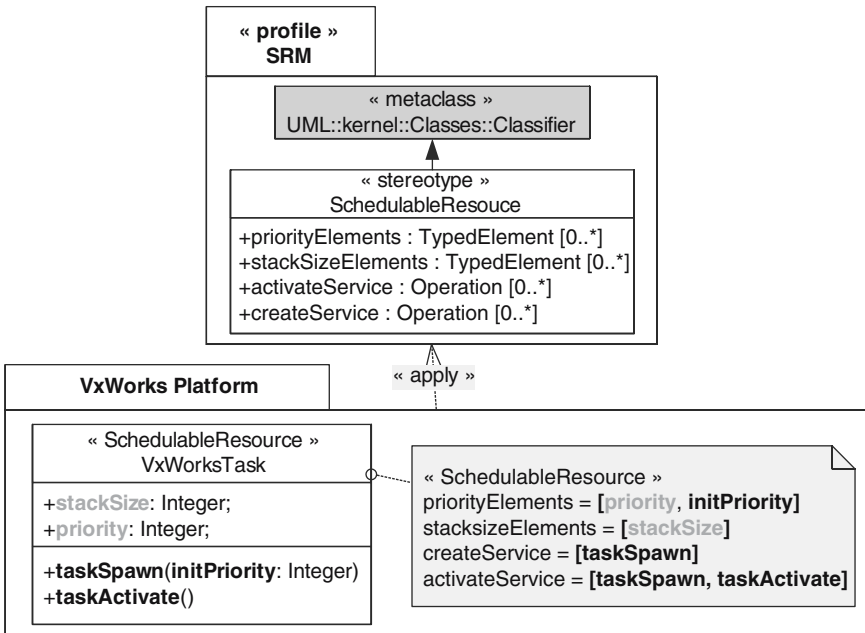 « profile »
SRM
« metaclass »
UML::kernel::Classes::Classifier
« stereotype »
SchedulableResouce
+priorityElements : TypedElement [0..*]
+stackSizeElements : TypedElement [0..*]
+activateService : Operation [0..*]
+createService : Operation [0..*]
« apply »
VxWorks Platform
« SchedulableResource »
VxWorksTask
+stackSize: Integer;
+priority: Integer;
+taskSpawn(initPriority: Integer)
+taskActivate()
« SchedulableResource »
priorityElements = [priority, initPriority]
stacksizeElements = [stackSize]
createService = [taskSpawn]
activateService = [taskSpawn, taskActivate]